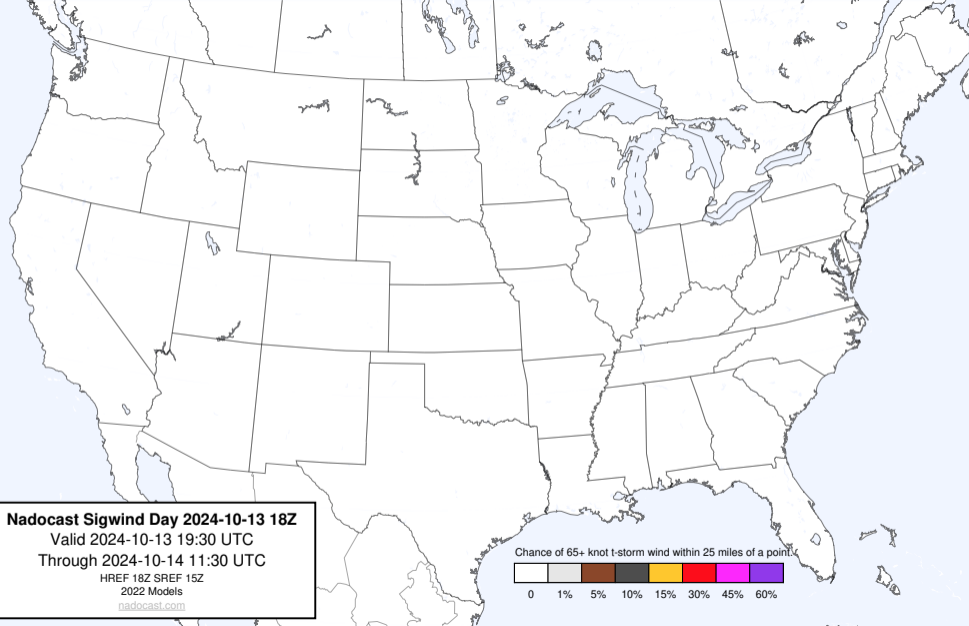 Nadocast Sigwind Day 2024-10-13 18Z
Valid 2024-10-13 19:30 UTC
Through 2024-10-14 11:30 UTC
HREF 18Z SREF 15Z
2022 Models
nadocast.com
Chance of 65+ knot t-storm wind within 25 miles of a point.
0 1% 5% 10% 15% 30% 45% 60%